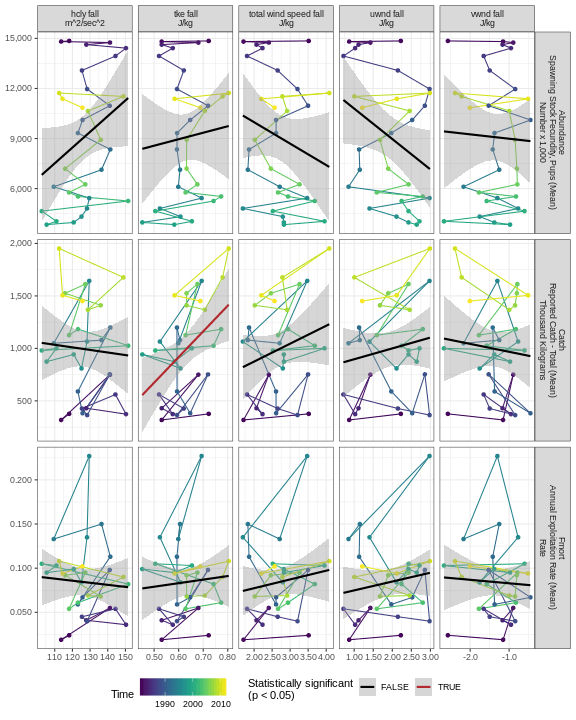 hcly fall
m^2/sec^2
tke fall
J/kg
total wind speed fall
J/kg
uwnd fall
J/kg
vwnd fall
J/kg
15,000
12,000
9,000
6,000
Abundance
Spawning Stock Fecundity, Pups (Mean)
Number x 1,000
2,000
1,500
1,000
500
Catch
Reported Catch - Total (Mean)
Thousand Kilograms
0.200
0.150
0.100
0.050
Fmort
Annual Exploitation Rate (Mean)
Rate
110 120 130 140 150
0.50 0.60 0.70 0.80
2.00 2.50 3.00 3.50 4.00
1.00 1.50 2.00 2.50 3.00
-2.0 -1.0
Time
1990 2000 2010
Statistically significant
(p < 0.05)
FALSE
TRUE